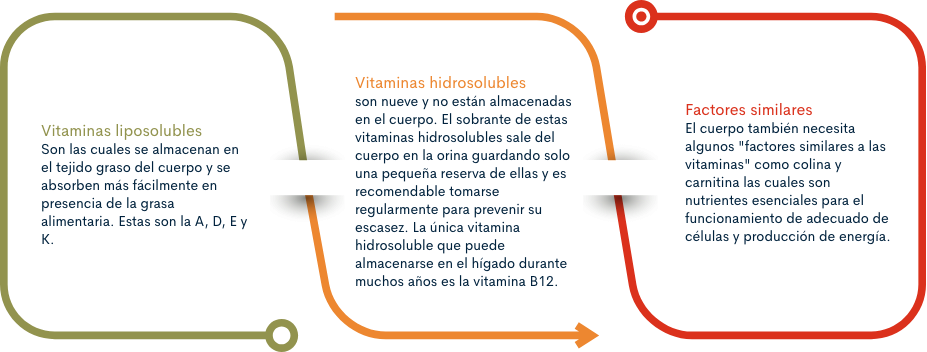 Vitaminas liposolubles
Son las cuales se almacenan en
el tejido graso del cuerpo y se
absorben más fácilmente en
presencia de la grasa
alimentaria. Estas son la A, D, E y
K.
Vitaminas hidrosolubles
son nueve y no están almacenadas
en el cuerpo. El sobrante de estas
vitaminas hidrosolubles sale del
cuerpo en la orina guardando solo
una pequeña reserva de ellas y es
recomendable tomarse
regularmente para prevenir su
escasez. La única vitamina
hidrosoluble que puede
almacenarse en el hígado durante
muchos años es la vitamina B12.
Factores similares
El cuerpo también necesita
algunos "factores similares a las
vitaminas" como colina y
carnitina las cuales son
nutrientes esenciales para el
funcionamiento de adecuado de
células y producción de energía.